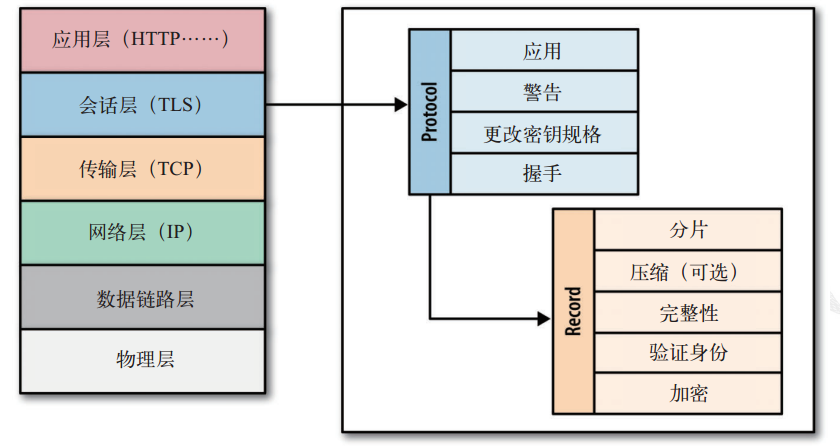 应用层（HTTP……）
会话层（TLS）
传输层（TCP）
网络层（IP）
数据链路层
物理层
Protocol
应用
警告
更改密钥规格
握手
Record
分片
压缩（可选）
完整性
验证身份
加密